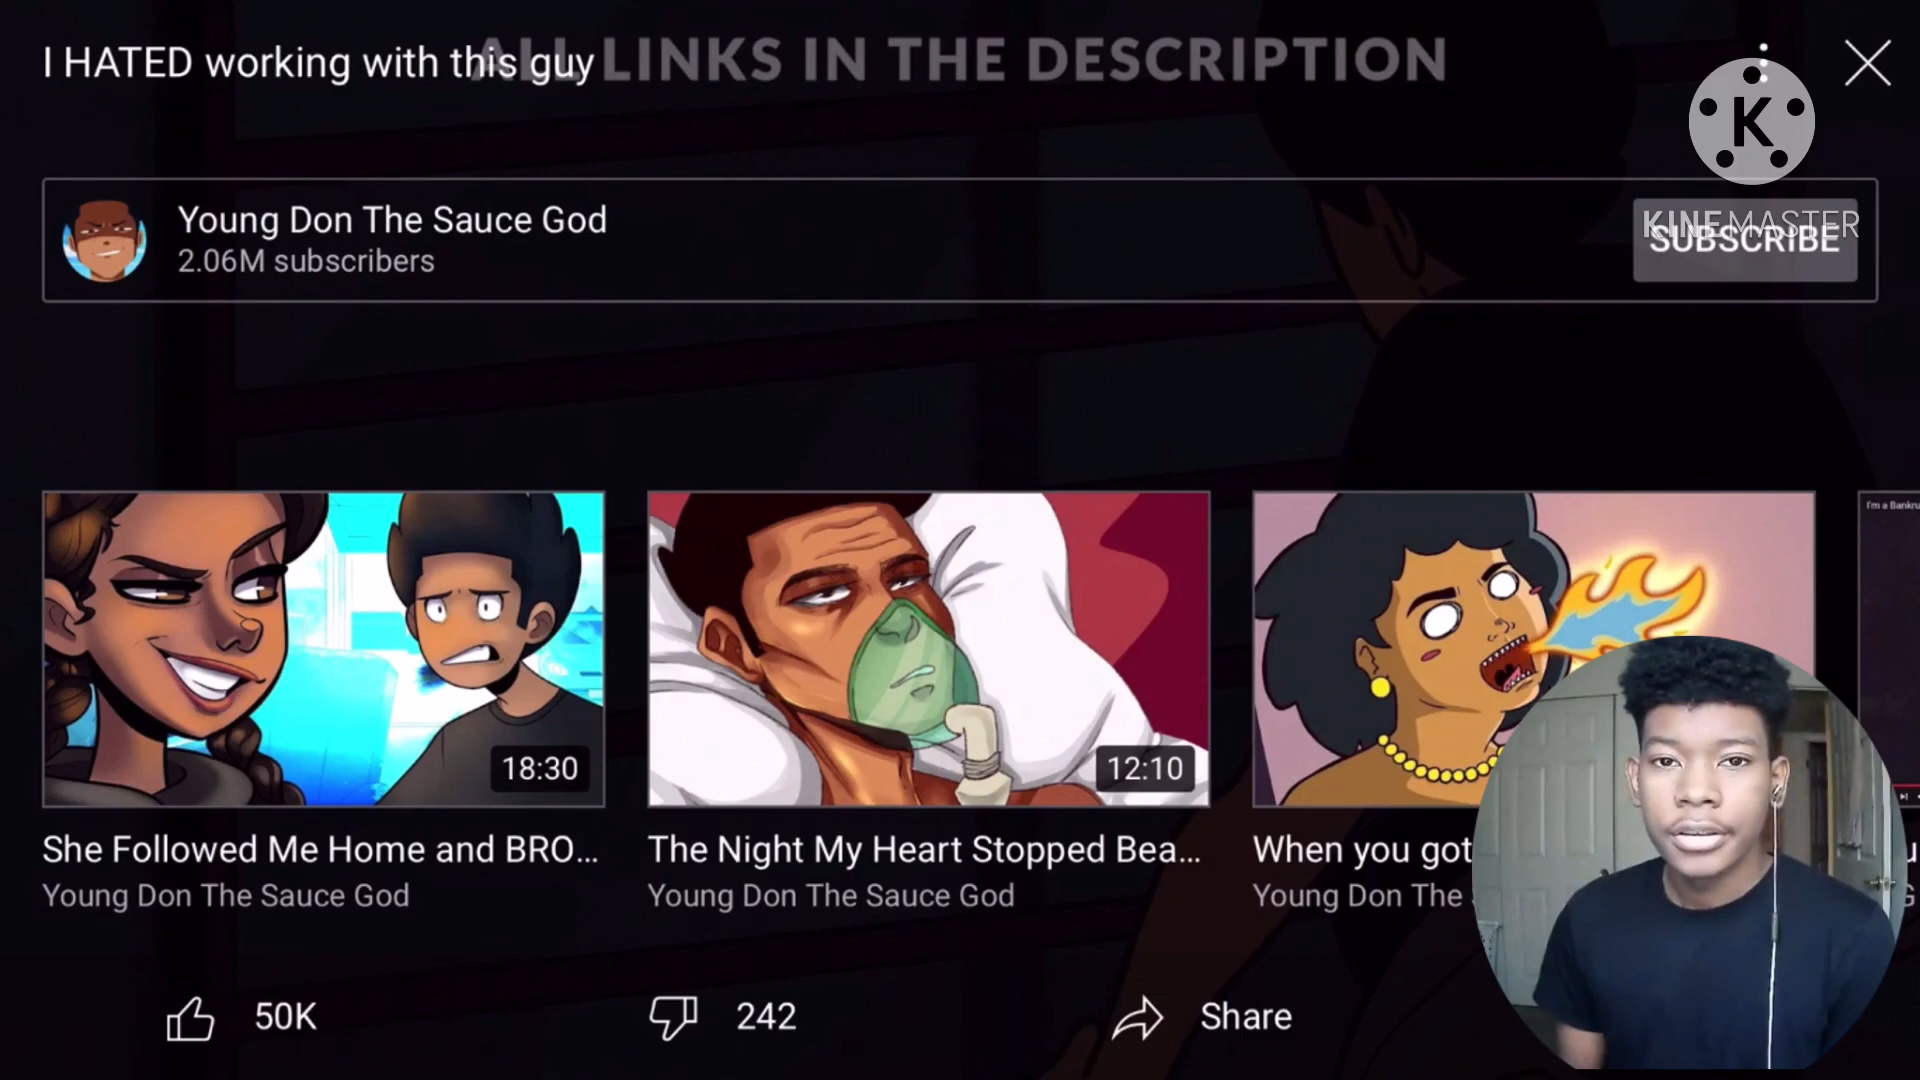 I HATED working with this guy
ALL LINKS IN THE DESCRIPTION
K
KINEMASTER
Young Don The Sauce God
2.06M subscribers
SUBSCRIBE
I'm a Bankru
18:30
12:10
She Followed Me Home and BRO...
The Night My Heart Stopped Bea...
When you got
Young Don The Sauce God
Young Don The Sauce God
Young Don The
50K
242
Share